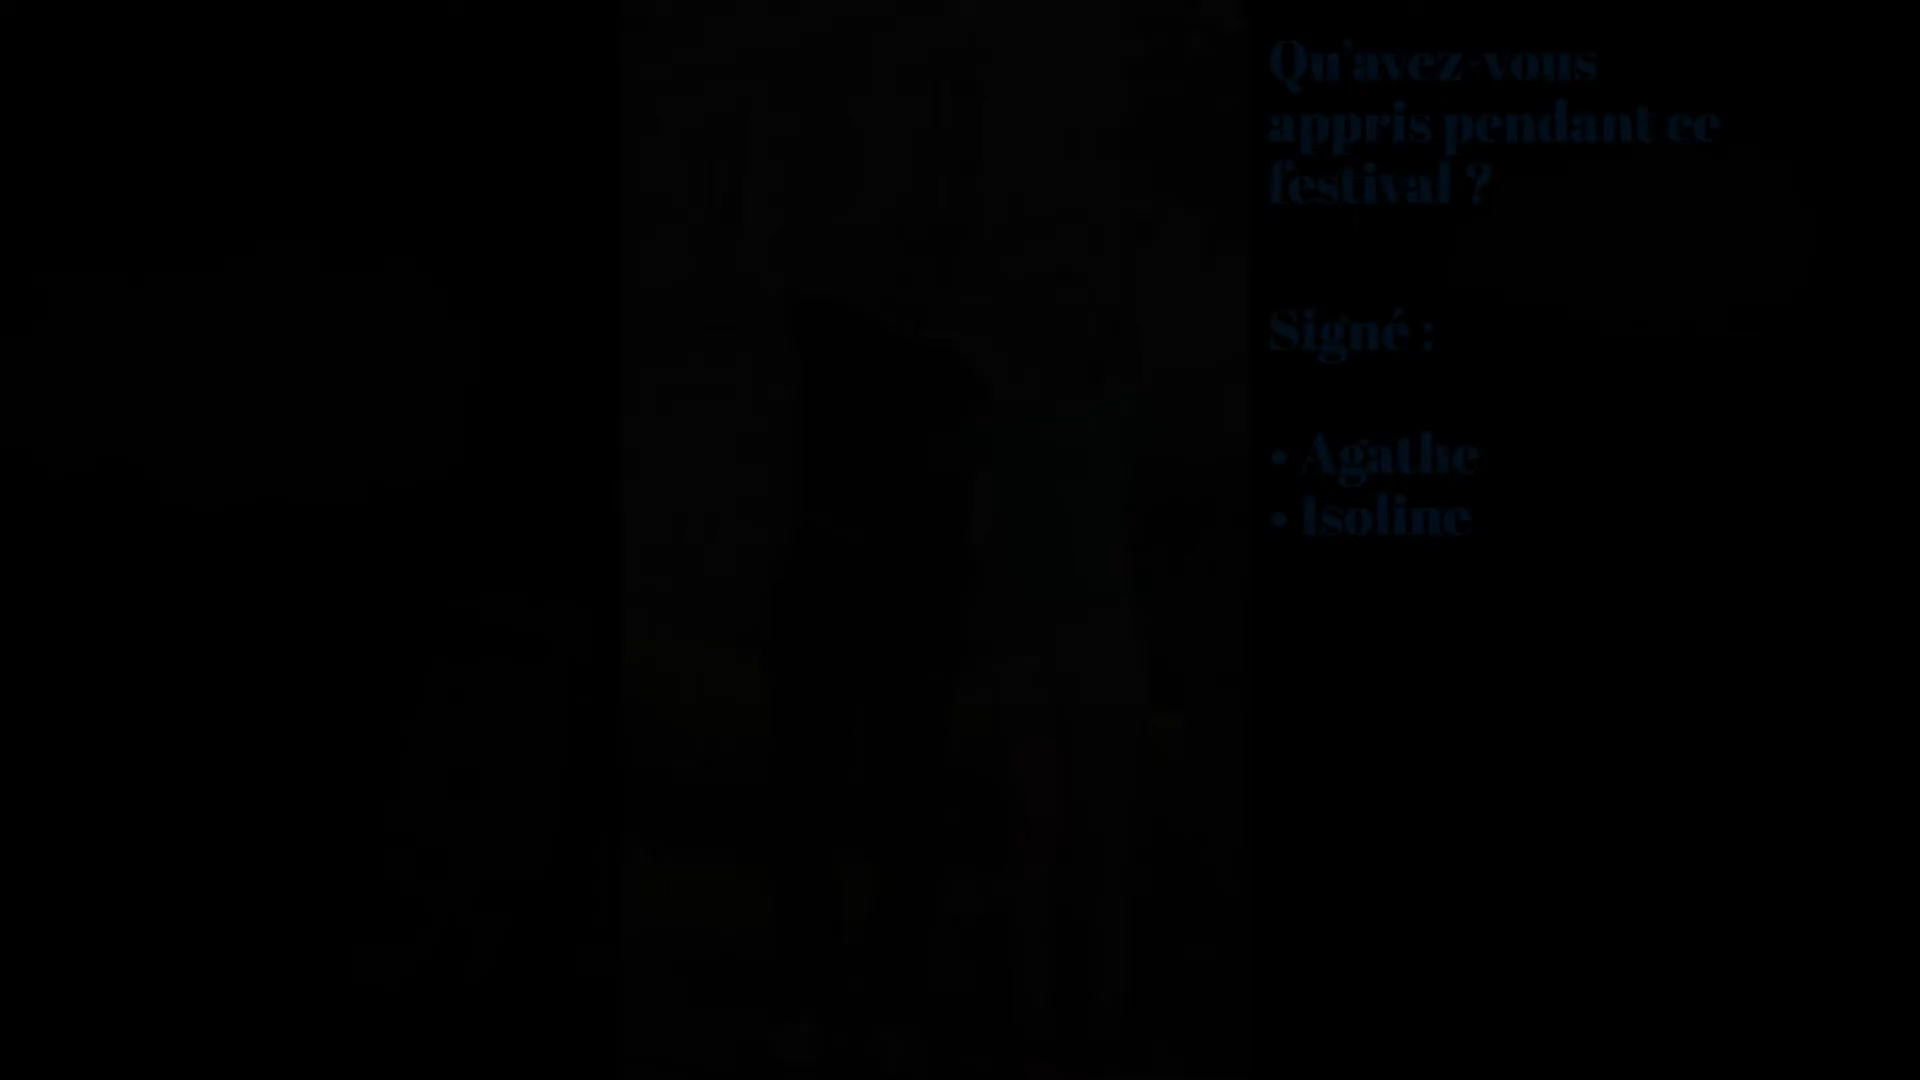 Qu'avez-vous
appris pendant ce
festival ?
Signé :
• Agathe
• Isoline